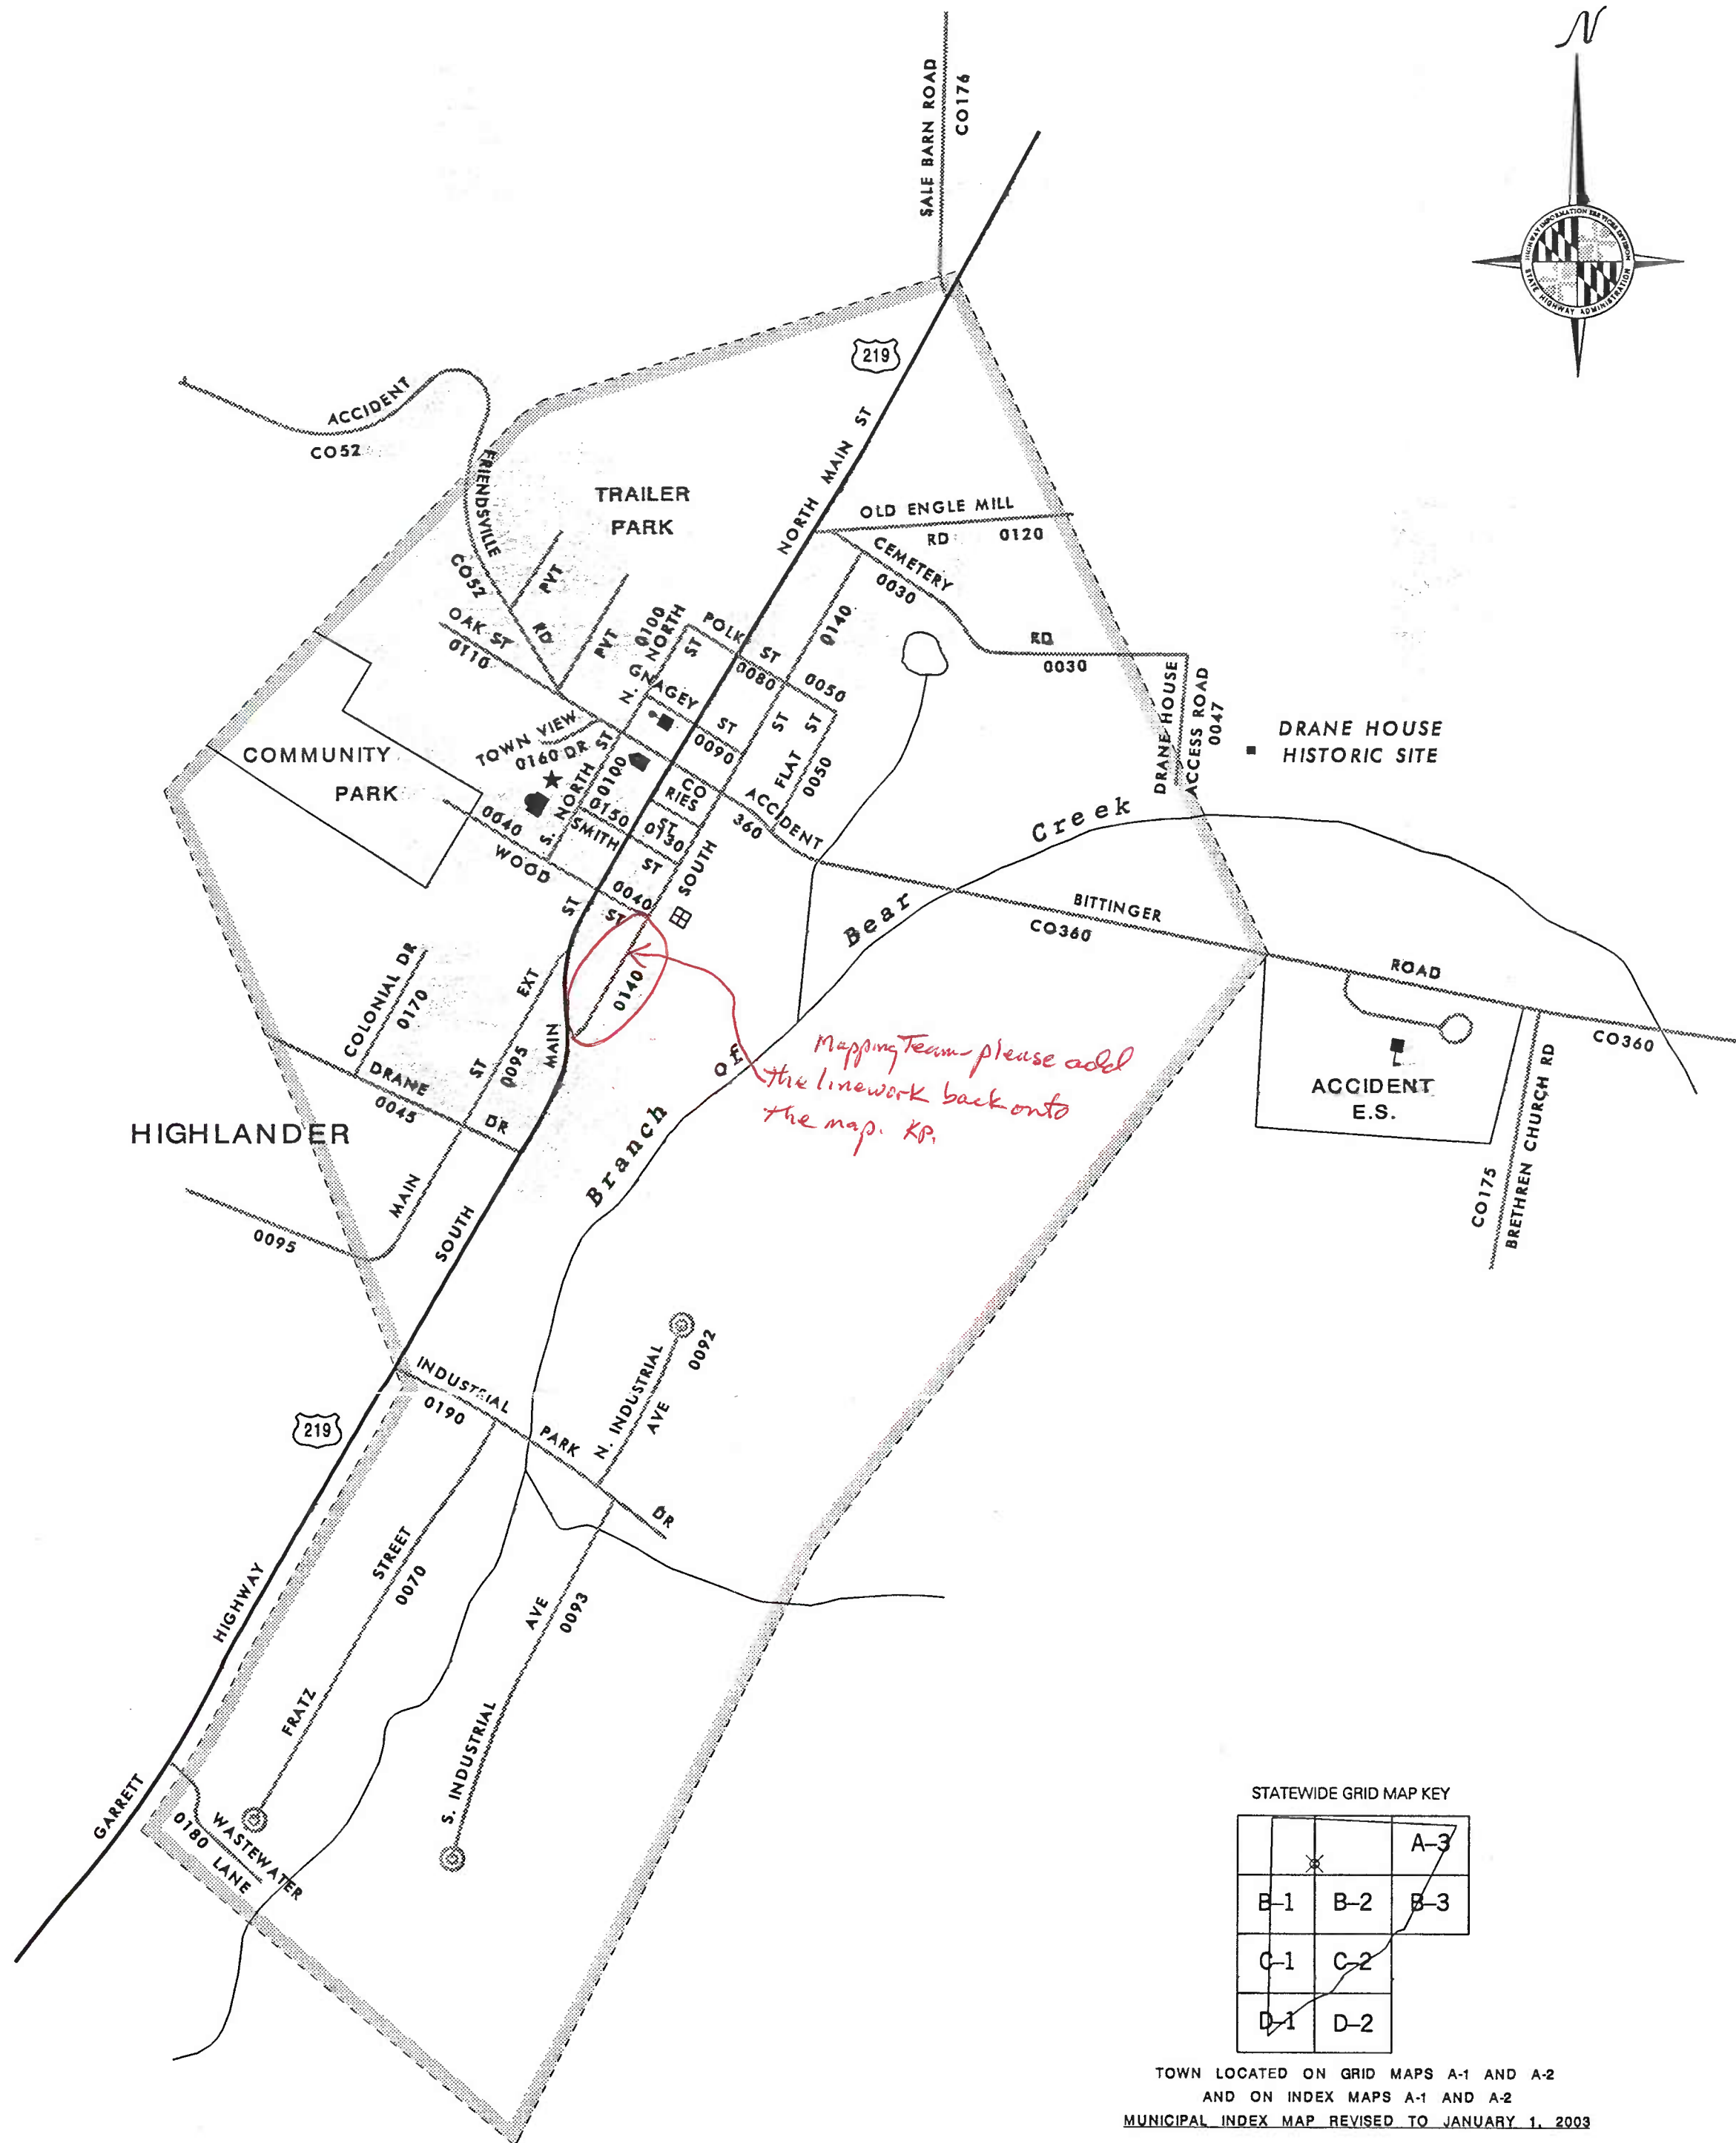 N
HIGHWAY INFORMATION SERVICES DIVISION
STATE HIGHWAY ADMINISTRATION
SALE BARN ROAD
CO176
219
ACCIDENT
CO52
FRIENDSVILLE
CO52
RD
TRAILER
PARK
PVT
PVT
NORTH MAIN ST
OLD ENGLE MILL
RD 0120
CEMETERY
0030
RD
0030
0140
OAK ST
0110
0100
N. NORTH
ST
POLK
ST
0080
0050
GNAGEY
ST
0090
ST
FLAT ST
0050
DRANE HOUSE
ACCESS ROAD
0047
DRANE HOUSE
HISTORIC SITE
TOWN VIEW
0160 DR
COMMUNITY
PARK
S. NORTH ST
0100
0150
SMITH
ST
CO
RIES
ST
0130
360
ACCIDENT
SOUTH
0040
WOOD
0040
ST
ST
Bear
Creek
BITTINGER
CO360
ROAD
CO360
COLONIAL DR
0170
EXT
0140
MAIN
ST
0095
DRANE
0045
DR
of
Branch
Mapping Team- please add
the linework back onto
the map. KP.
ACCIDENT
E.S.
BRETHREN CHURCH RD
CO175
HIGHLANDER
MAIN
0095
SOUTH
INDUSTRIAL
0190
PARK
DR
N. INDUSTRIAL
AVE
0092
219
STREET
0070
FRATZ
AVE
0093
S. INDUSTRIAL
HIGHWAY
GARRETT
WASTEWATER
0180 LANE
STATEWIDE GRID MAP KEY
A-3
B-1 B-2 B-3
C-1 C-2
D-1 D-2
TOWN LOCATED ON GRID MAPS A-1 AND A-2
AND ON INDEX MAPS A-1 AND A-2
MUNICIPAL INDEX MAP REVISED TO JANUARY 1, 2003